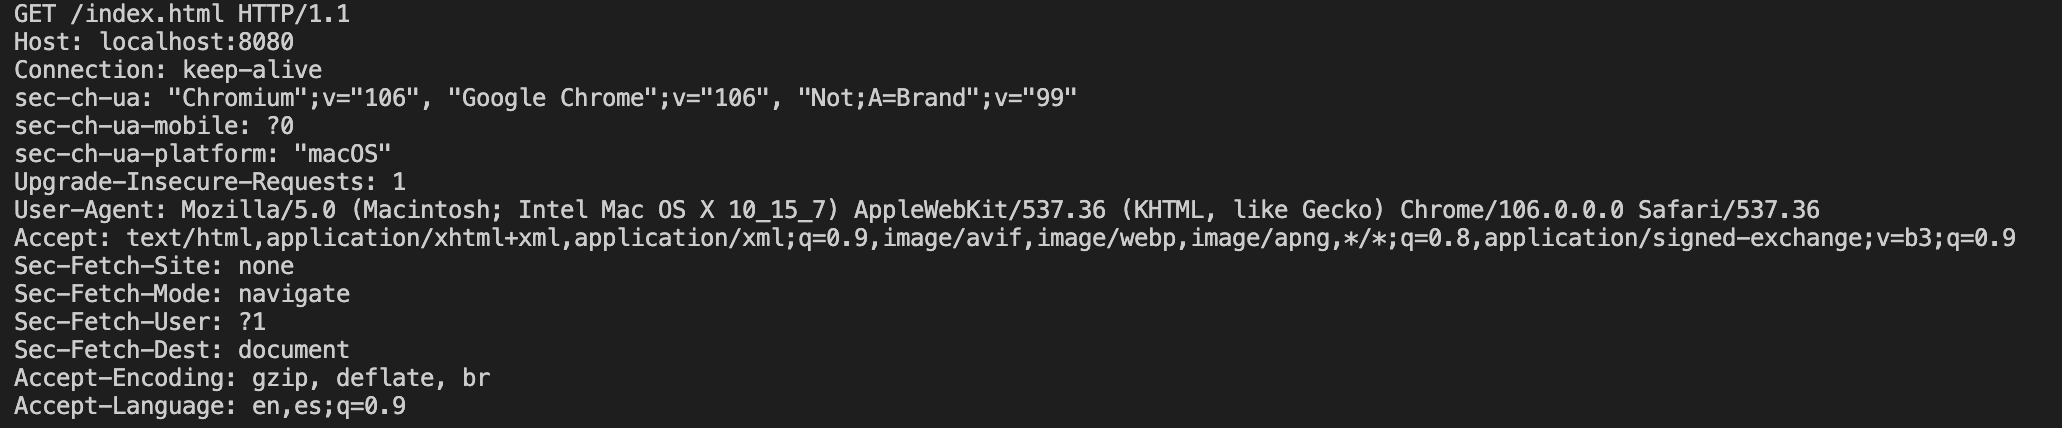 GET /index.html HTTP/1.1
Host: localhost:8080
Connection: keep-alive
sec-ch-ua: "Chromium";v="106", "Google Chrome";v="106", "Not;A=Brand";v="99"
sec-ch-ua-mobile: ?0
sec-ch-ua-platform: "macOS"
Upgrade-Insecure-Requests: 1
User-Agent: Mozilla/5.0 (Macintosh; Intel Mac OS X 10_15_7) AppleWebKit/537.36 (KHTML, like Gecko) Chrome/106.0.0.0 Safari/537.36
Accept: text/html,application/xhtml+xml,application/xml;q=0.9,image/avif,image/webp,image/apng,*/*;q=0.8,application/signed-exchange;v=b3;q=0.9
Sec-Fetch-Site: none
Sec-Fetch-Mode: navigate
Sec-Fetch-User: ?1
Sec-Fetch-Dest: document
Accept-Encoding: gzip, deflate, br
Accept-Language: en,es;q=0.9